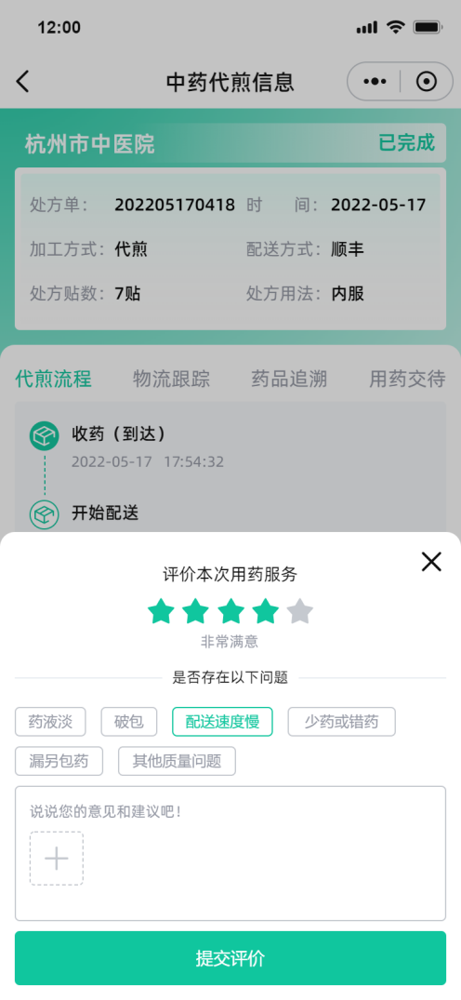 12:00
中药代煎信息
杭州市中医院 已完成
处方单： 202205170418 时 间： 2022-05-17
加工方式： 代煎 配送方式： 顺丰
处方贴数： 7贴 处方用法： 内服
代煎流程 物流跟踪 药品追溯 用药交待
收药（到达）
2022-05-17 17:54:32
开始配送
评价本次用药服务
非常满意
是否存在以下问题
药液淡 破包 配送速度慢 少药或错药
漏另包药 其他质量问题
说说您的意见和建议吧！
提交评价